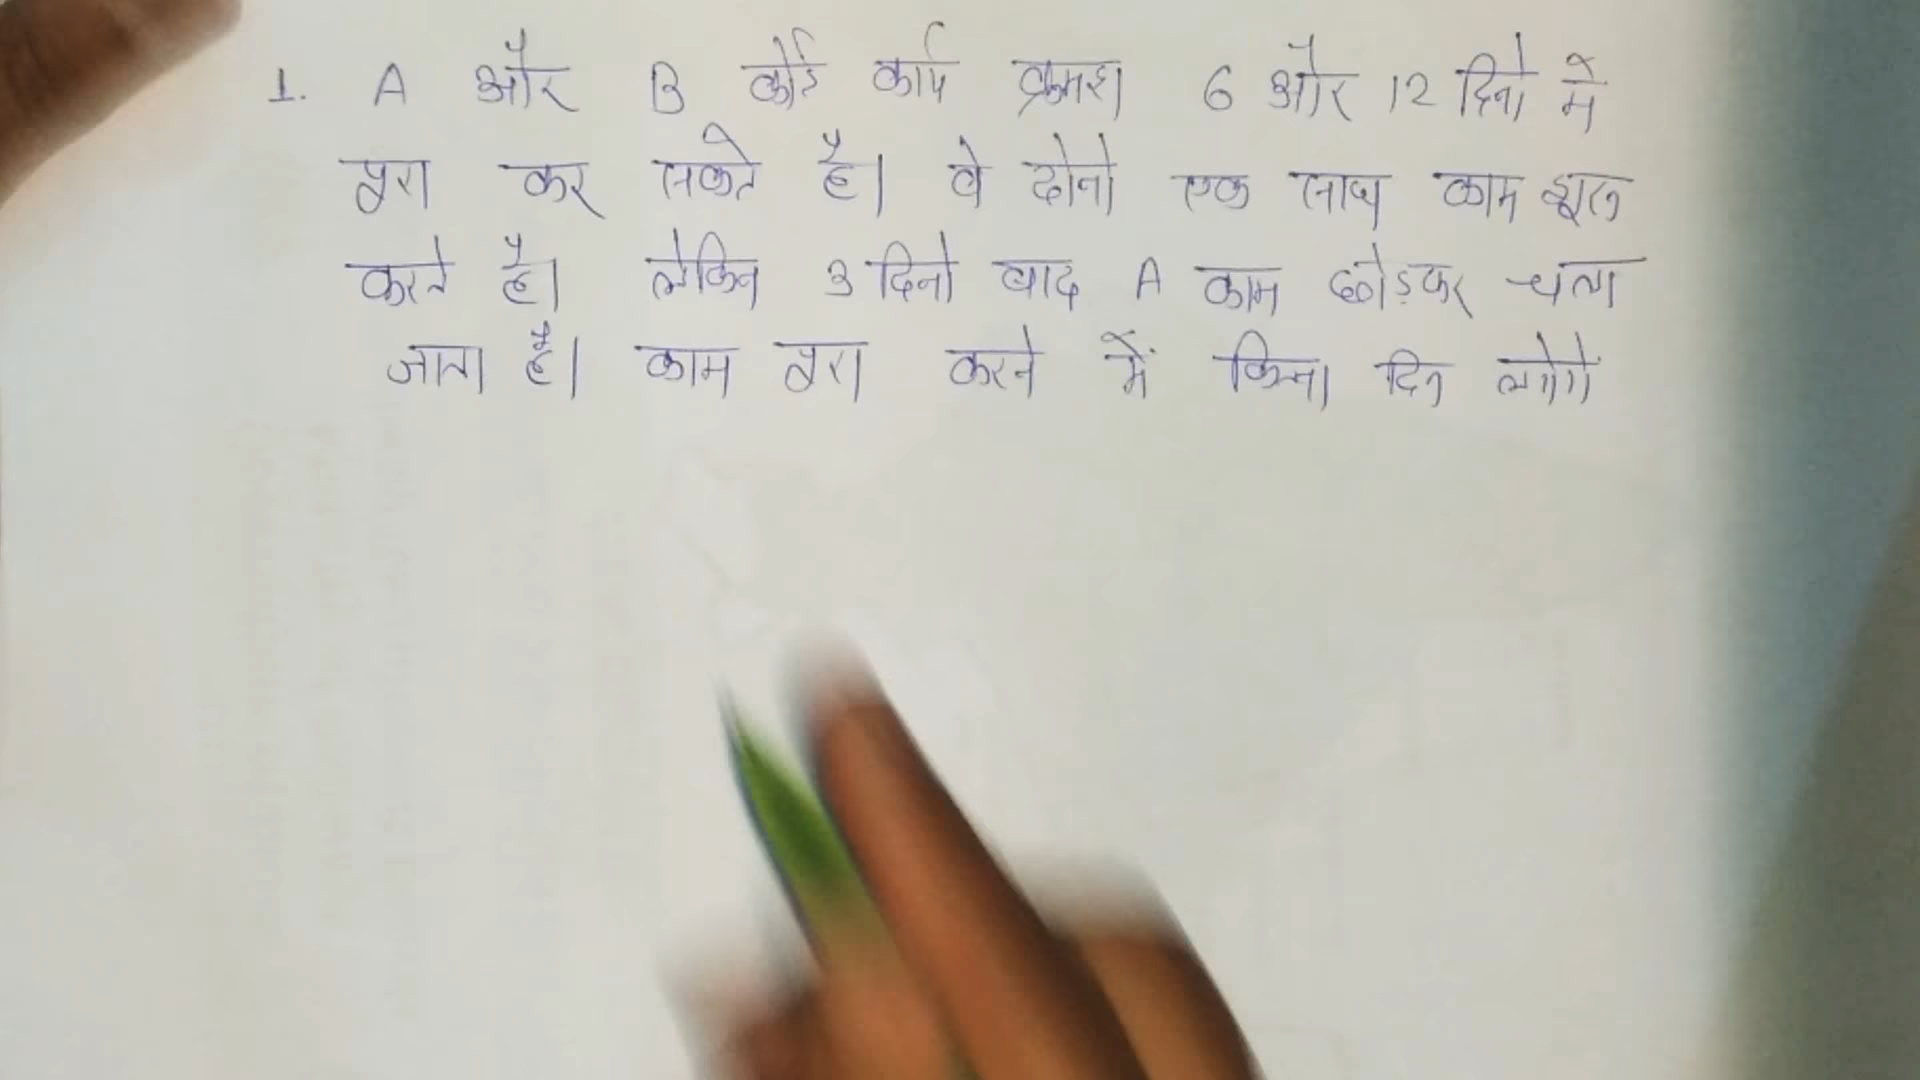 1. A और B कोई कार्य क्रमश 6 और 12 दिनो में
पुरा कर सकते है। वे दोनो एक साथ काम शुरु
करते है। लेकिन 3 दिनो बाद A काम छोड़कर चला
जाता है। काम पुरा करने में कितना दिन लगेगे